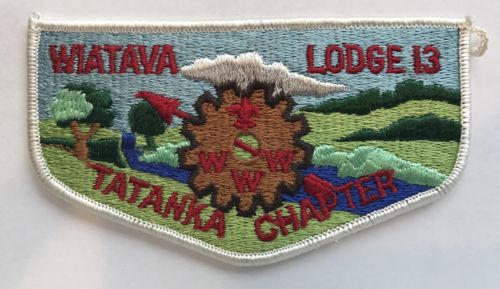 WIATAVA LODGE 13
W W W
TATANKA CHAPTER